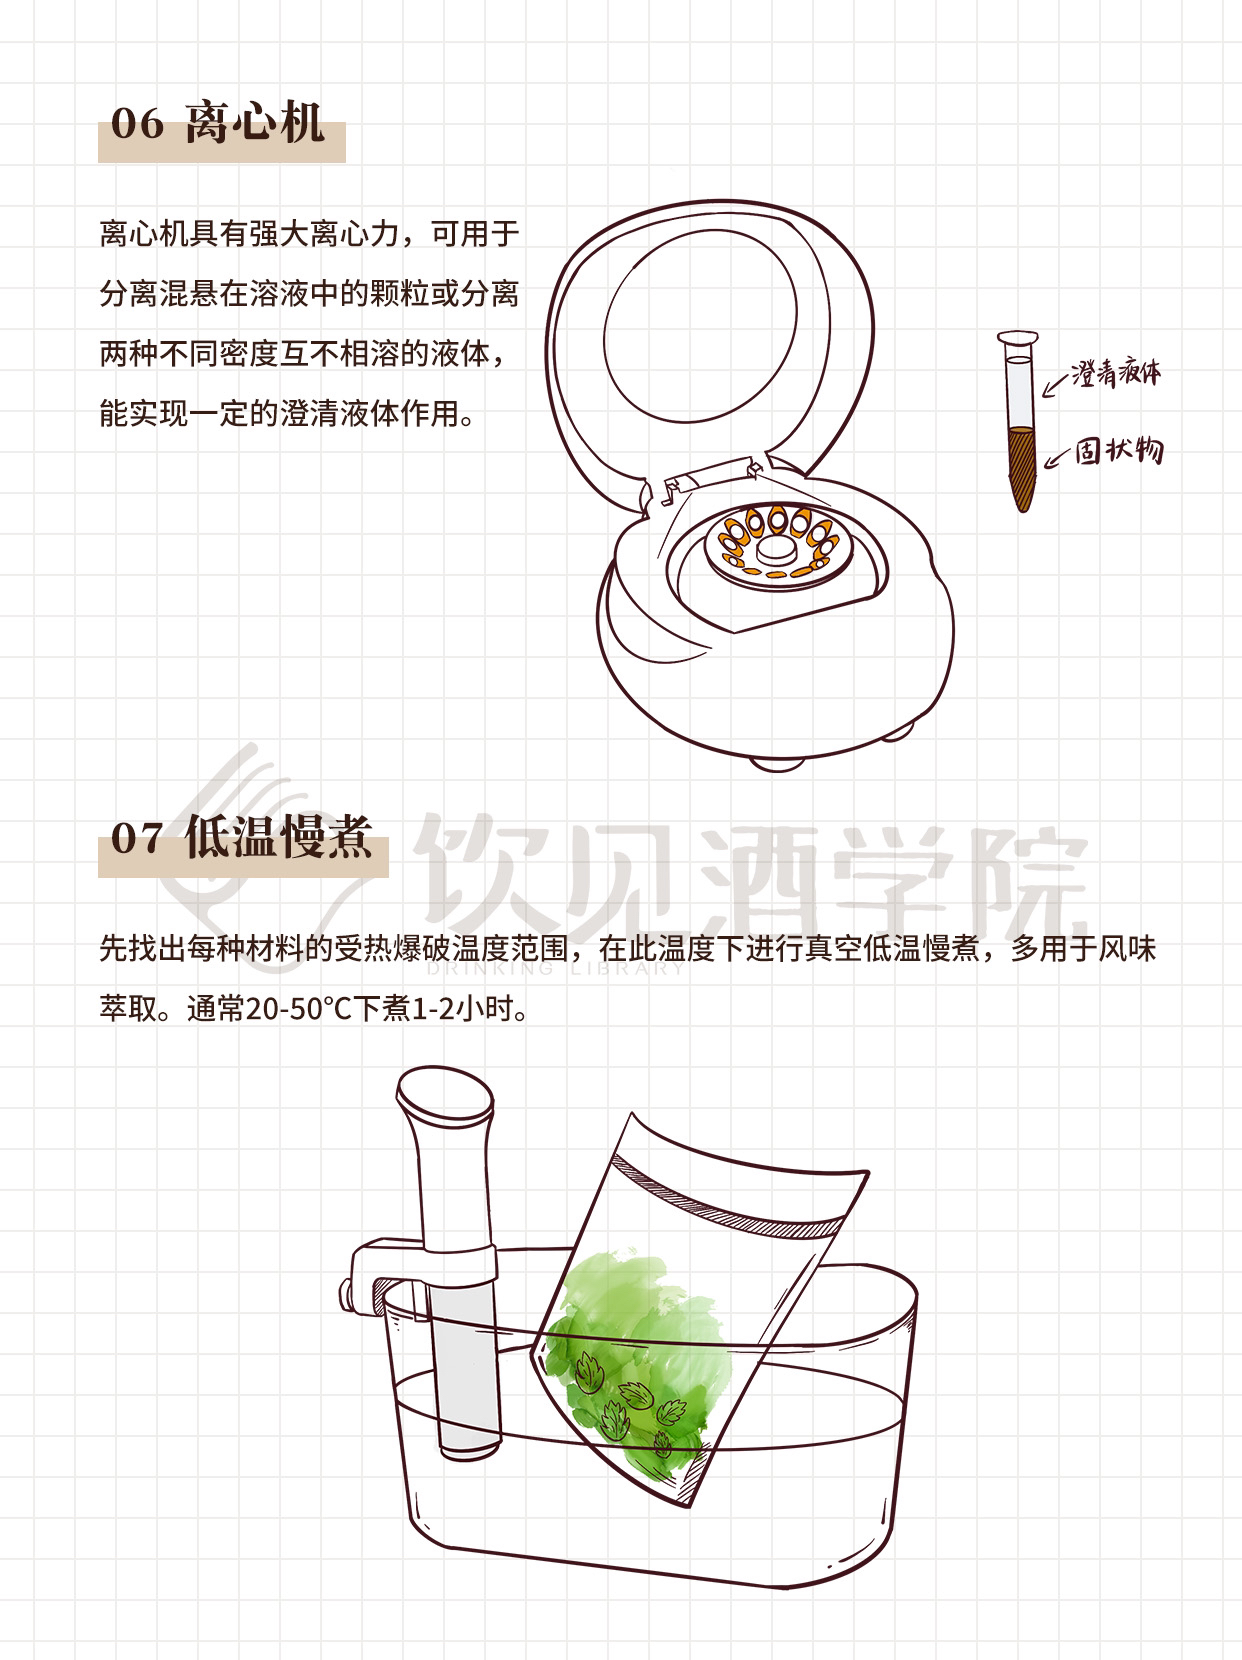 06 离心机
离心机具有强大离心力，可用于
分离混悬在溶液中的颗粒或分离
两种不同密度互不相溶的液体，
能实现一定的澄清液体作用。
澄清液体
固状物
07 低温慢煮
饮见酒学院
DRINKING LIBRARY
先找出每种材料的受热爆破温度范围，在此温度下进行真空低温慢煮，多用于风味
萃取。通常20-50℃下煮1-2小时。